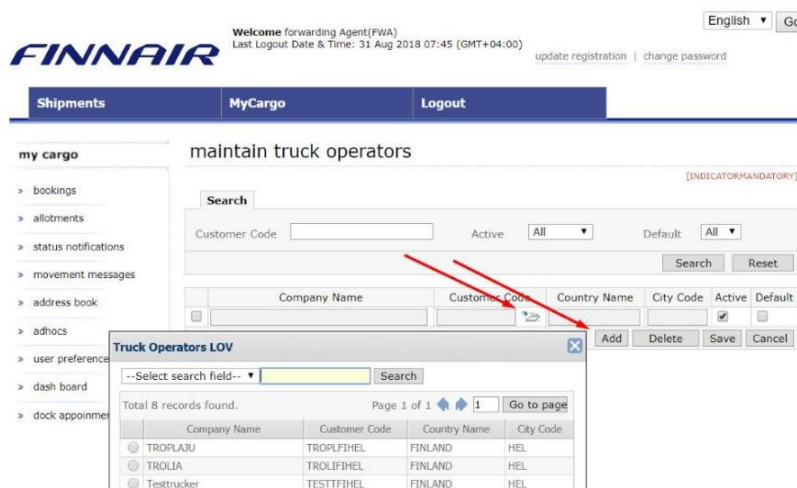 English
Go
FINNAIR
Welcome forwarding Agent(FWA)
Last Logout Date & Time: 31 Aug 2018 07:45 (GMT+04:00)
update registration | change password
Shipments MyCargo Logout
my cargo
maintain truck operators
[INDICATORMANDATORY]
» bookings
» allotments
» status notifications
» movement messages
» address book
» adhocs
» user preference
» dash board
» dock appoinmen
Search
Customer Code Active All Default All
Search Reset
Company Name Customer Code Country Name City Code Active Default
Add Delete Save Cancel
Truck Operators LOV
--Select search field-- Search
Total 8 records found. Page 1 of 1 1 Go to page
Company Name Customer Code Country Name City Code
TROPLAJU TROPLFIHEL FINLAND HEL
TROLIA TROLIFIHEL FINLAND HEL
Testtrucker TESTTFIHEL FINLAND HEL